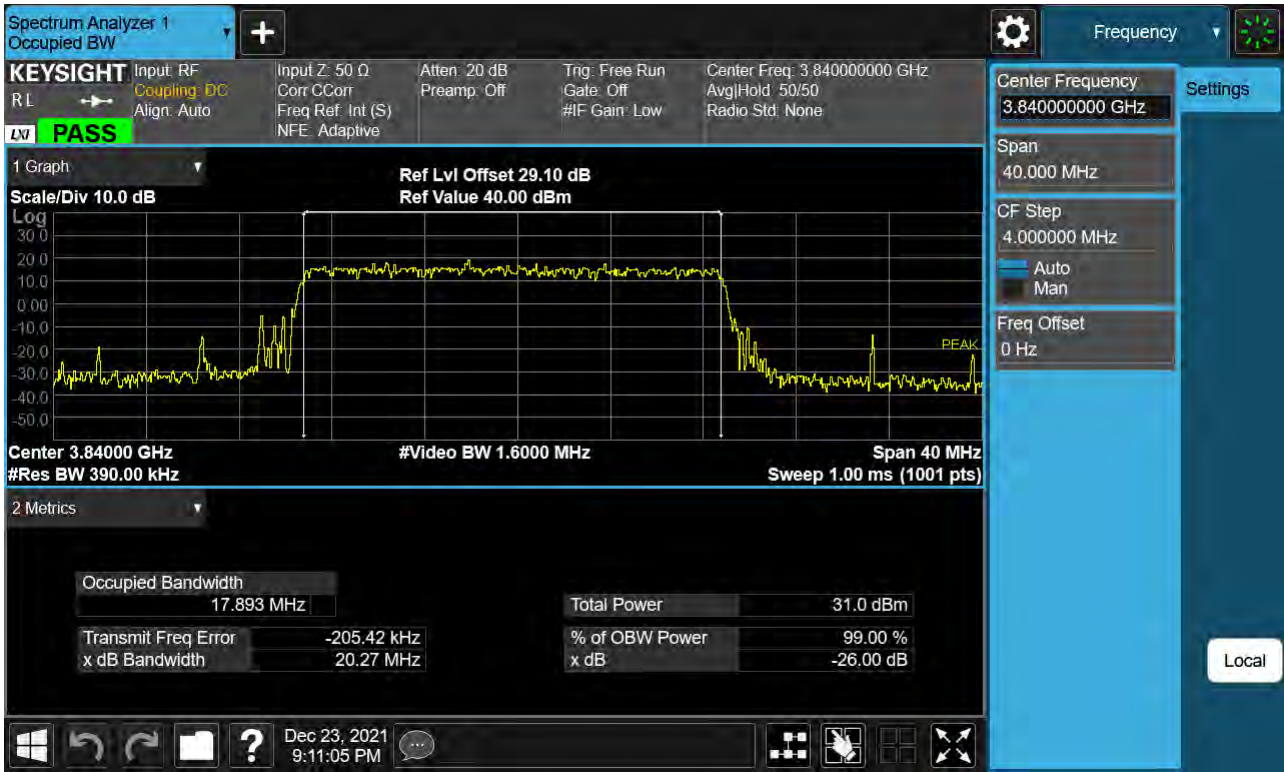 Spectrum Analyzer 1
Occupied BW
Frequency
KEYSIGHT
R L
LXI
PASS
Input: RF
Coupling: DC
Align: Auto
Input Z: 50 Ω
Corr CCorr
Freq Ref: Int (S)
NFE: Adaptive
Atten: 20 dB
Preamp: Off
Trig: Free Run
Gate: Off
#IF Gain: Low
Center Freq: 3.840000000 GHz
Avg|Hold: 50/50
Radio Std: None
Center Frequency
3.840000000 GHz
Settings
Span
40.000 MHz
CF Step
4.000000 MHz
Auto
Man
Freq Offset
0 Hz
Local
1 Graph
Scale/Div 10.0 dB
Ref Lvl Offset 29.10 dB
Ref Value 40.00 dBm
Log
30.0
20.0
10.0
0.00
-10.0
-20.0
-30.0
-40.0
-50.0
PEAK
Center 3.84000 GHz
#Video BW 1.6000 MHz
Span 40 MHz
#Res BW 390.00 kHz
Sweep 1.00 ms (1001 pts)
2 Metrics
Occupied Bandwidth
17.893 MHz
Total Power 31.0 dBm
Transmit Freq Error -205.42 kHz
% of OBW Power 99.00 %
x dB Bandwidth 20.27 MHz
x dB -26.00 dB
Dec 23, 2021
9:11:05 PM